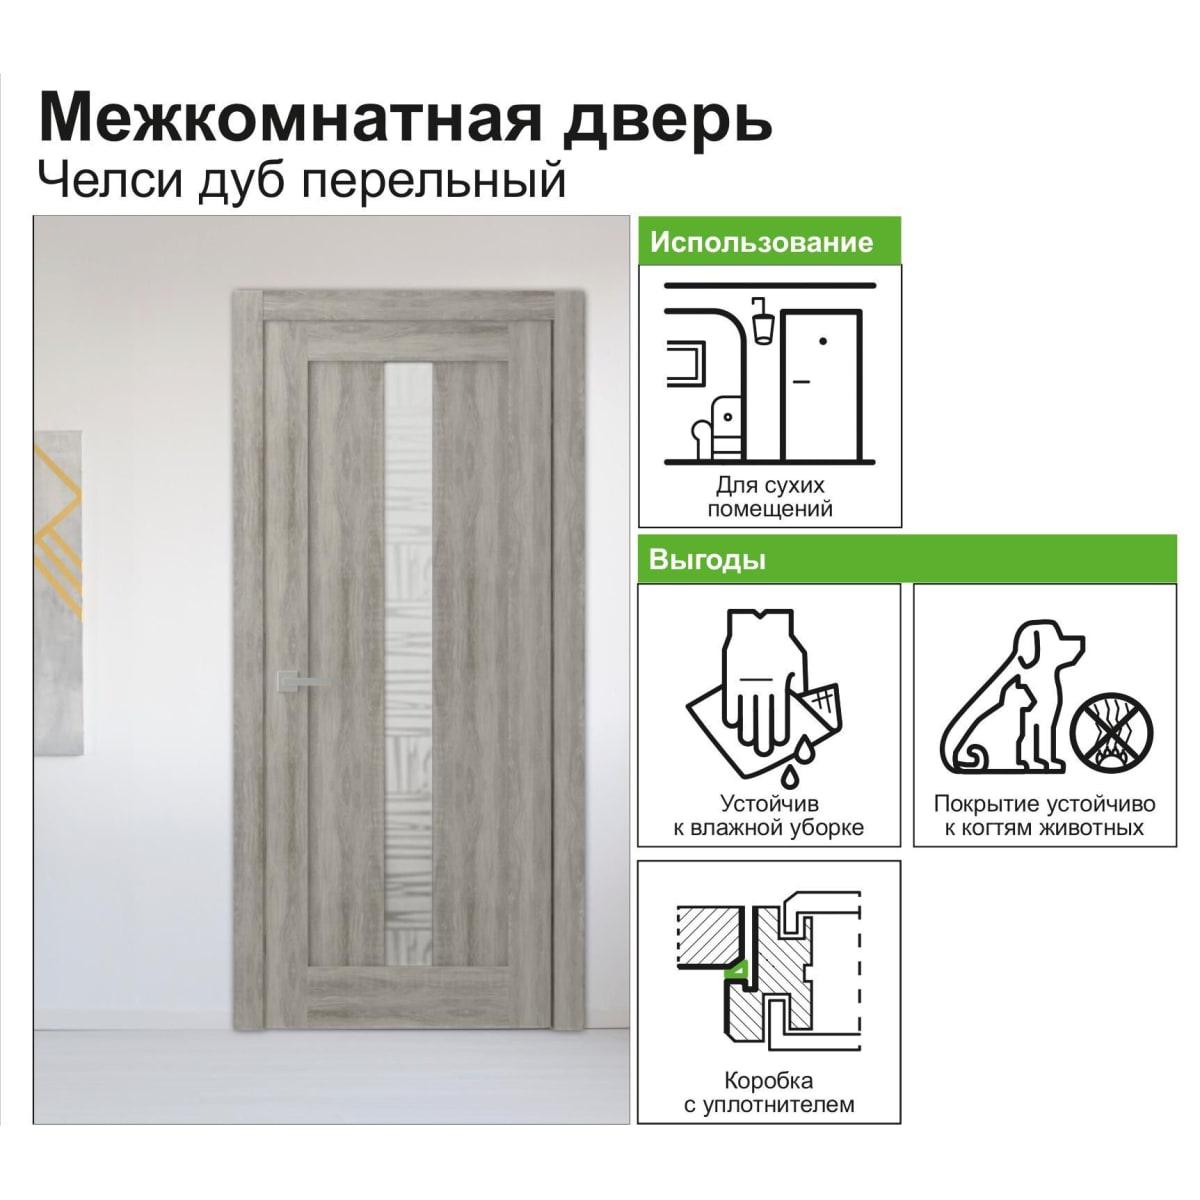 Межкомнатная дверь
Челси дуб перельный
Использование
Для сухих
помещений
Выгоды
Устойчив
к влажной уборке
Покрытие устойчиво
к когтям животных
Коробка
с уплотнителем